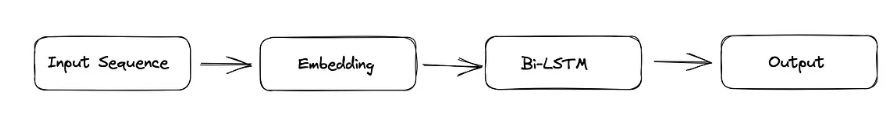 Input Sequence
Embedding
Bi-LSTM
Output